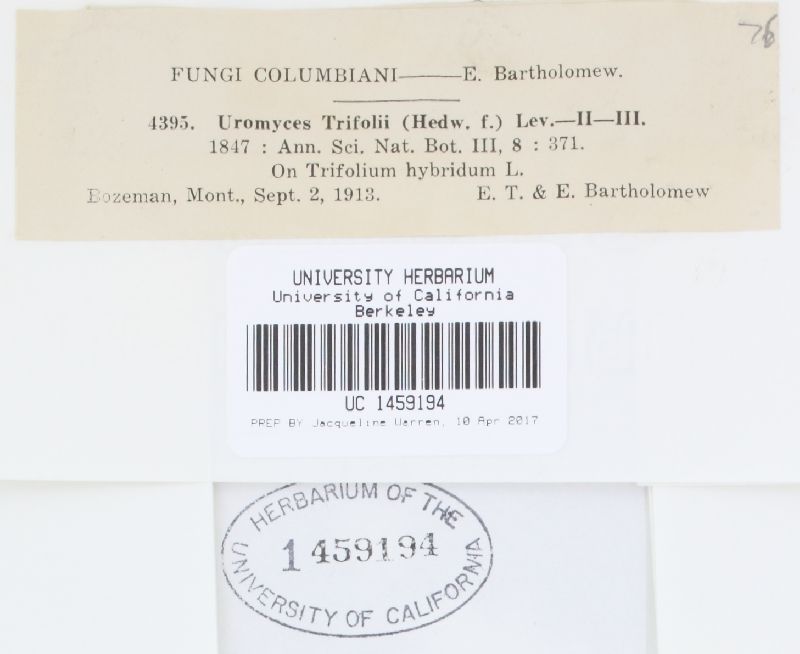 76
FUNGI COLUMBIANI——E. Bartholomew.
4395. Uromyces Trifolii (Hedw. f.) Lev.—II—III.
1847 : Ann. Sci. Nat. Bot. III, 8 : 371.
On Trifolium hybridum L.
Bozeman, Mont., Sept. 2, 1913. E. T. & E. Bartholomew
UNIVERSITY HERBARIUM
University of California
Berkeley
UC 1459194
PREP BY Jacqueline Warren, 10 Apr 2017
HERBARIUM OF THE
1459194
UNIVERSITY OF CALIFORNIA